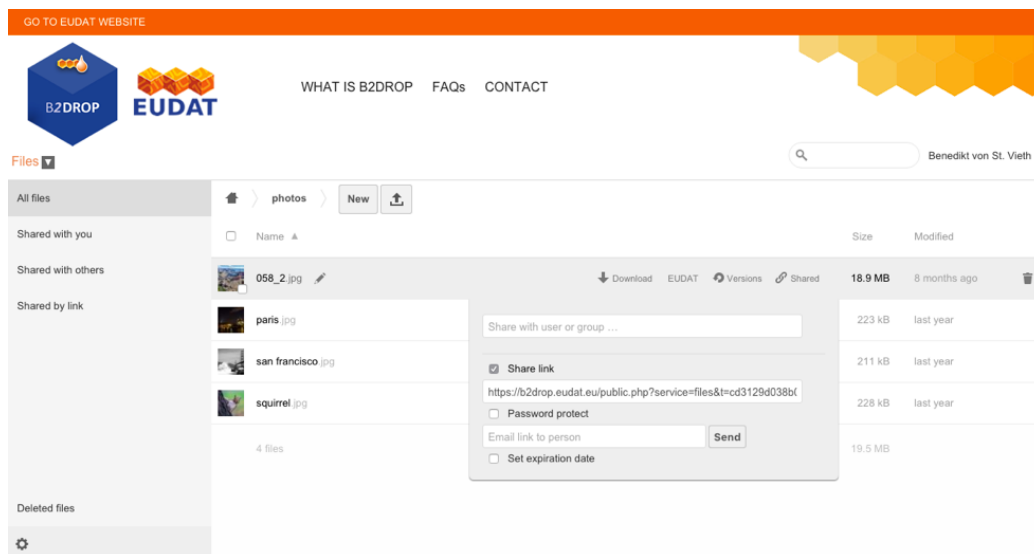 GO TO EUDAT WEBSITE
B2DROP
EUDAT
WHAT IS B2DROP FAQs CONTACT
Files
Benedikt von St. Vieth
All files
photos New
Shared with you
Name Size Modified
Shared with others
058_2.jpg Download EUDAT Versions Shared 18.9 MB 8 months ago
Shared by link
paris.jpg 223 kB last year
Share with user or group ...
san francisco.jpg 211 kB last year
Share link
https://b2drop.eudat.eu/public.php?service=files&t=cd3129d038b(
squirrel.jpg 228 kB last year
Password protect
Email link to person Send
4 files 19.5 MB
Set expiration date
Deleted files